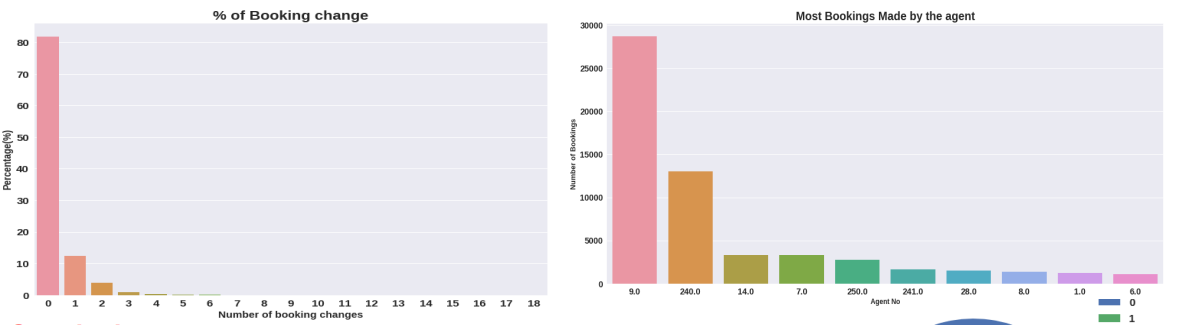 % of Booking change
Percentage(%)
80
70
60
50
40
30
20
10
0
0 1 2 3 4 5 6 7 8 9 10 11 12 13 14 15 16 17 18
Number of booking changes
Most Bookings Made by the agent
Number of Bookings
30000
25000
20000
15000
10000
5000
0
9.0 240.0 14.0 7.0 250.0 241.0 28.0 8.0 1.0 6.0
Agent No
0
1